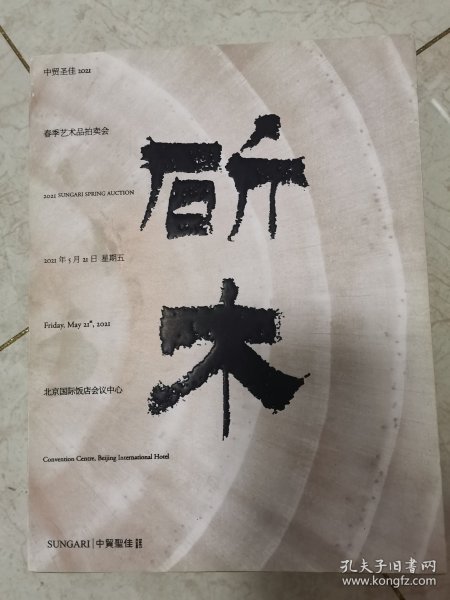 中贸圣佳 2021
春季艺术品拍卖会
2021 SUNGARI SPRING AUCTION
2021 年 5 月 21 日 星期五
Friday, May 21st, 2021
北京国际饭店会议中心
Convention Centre, Beijing International Hotel
斫木
SUNGARI | 中貿聖佳
孔夫子旧书网
www.kongfz.com